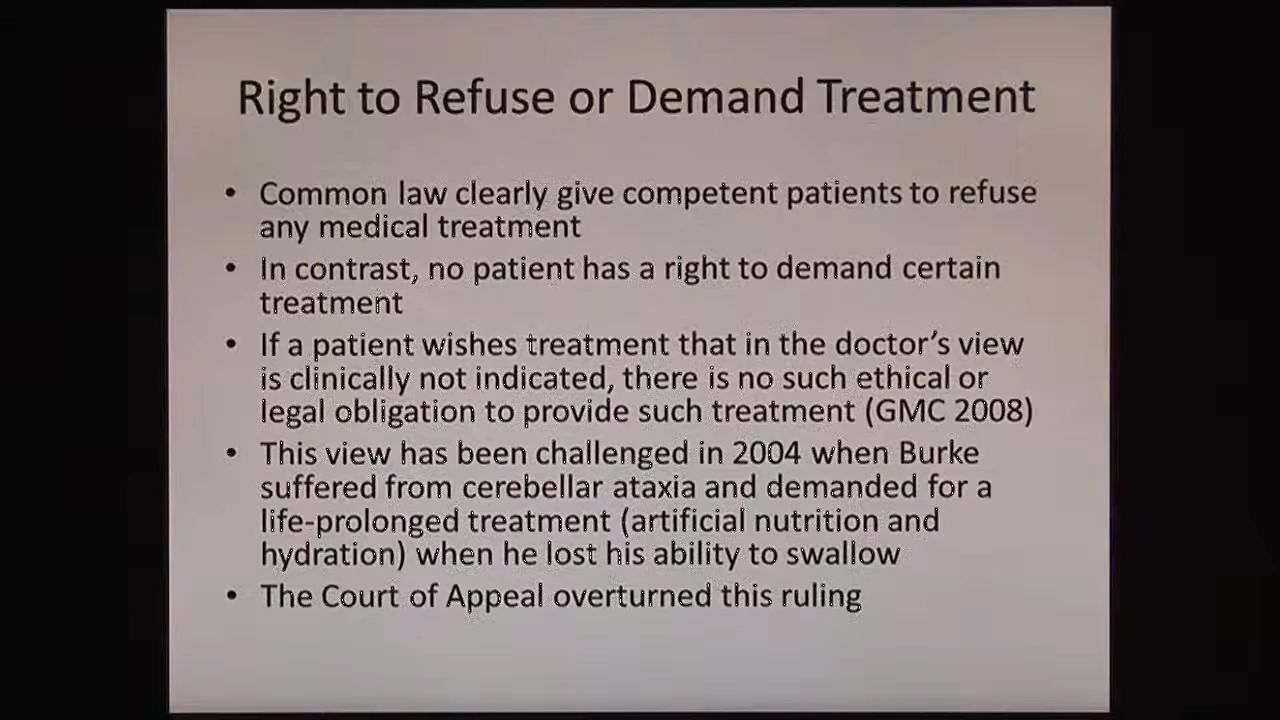 Right to Refuse or Demand Treatment
• Common law clearly give competent patients to refuse
any medical treatment
• In contrast, no patient has a right to demand certain
treatment
• If a patient wishes treatment that in the doctor's view
is clinically not indicated, there is no such ethical or
legal obligation to provide such treatment (GMC 2008)
• This view has been challenged in 2004 when Burke
suffered from cerebellar ataxia and demanded for a
life-prolonged treatment (artificial nutrition and
hydration) when he lost his ability to swallow
• The Court of Appeal overturned this ruling